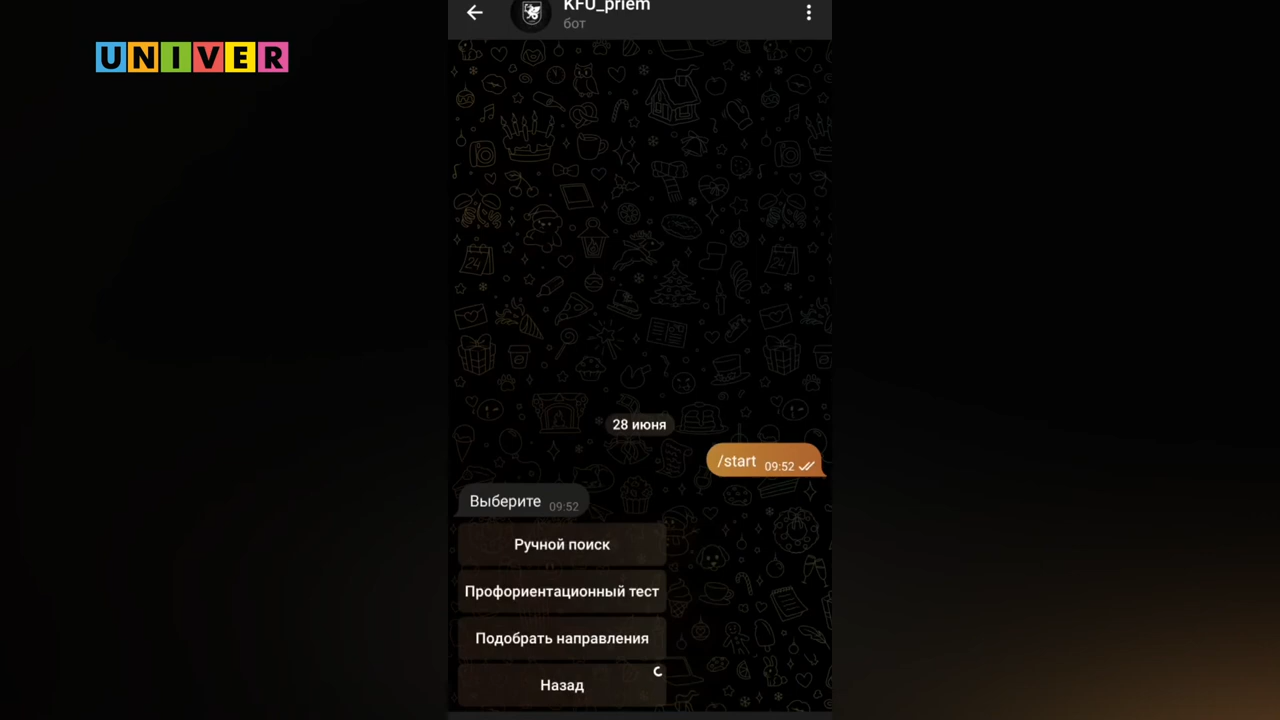 UNIVER
KFU_priem
бот
28 июня
/start 09:52
Выберите 09:52
Ручной поиск
Профориентационный тест
Подобрать направления
Назад